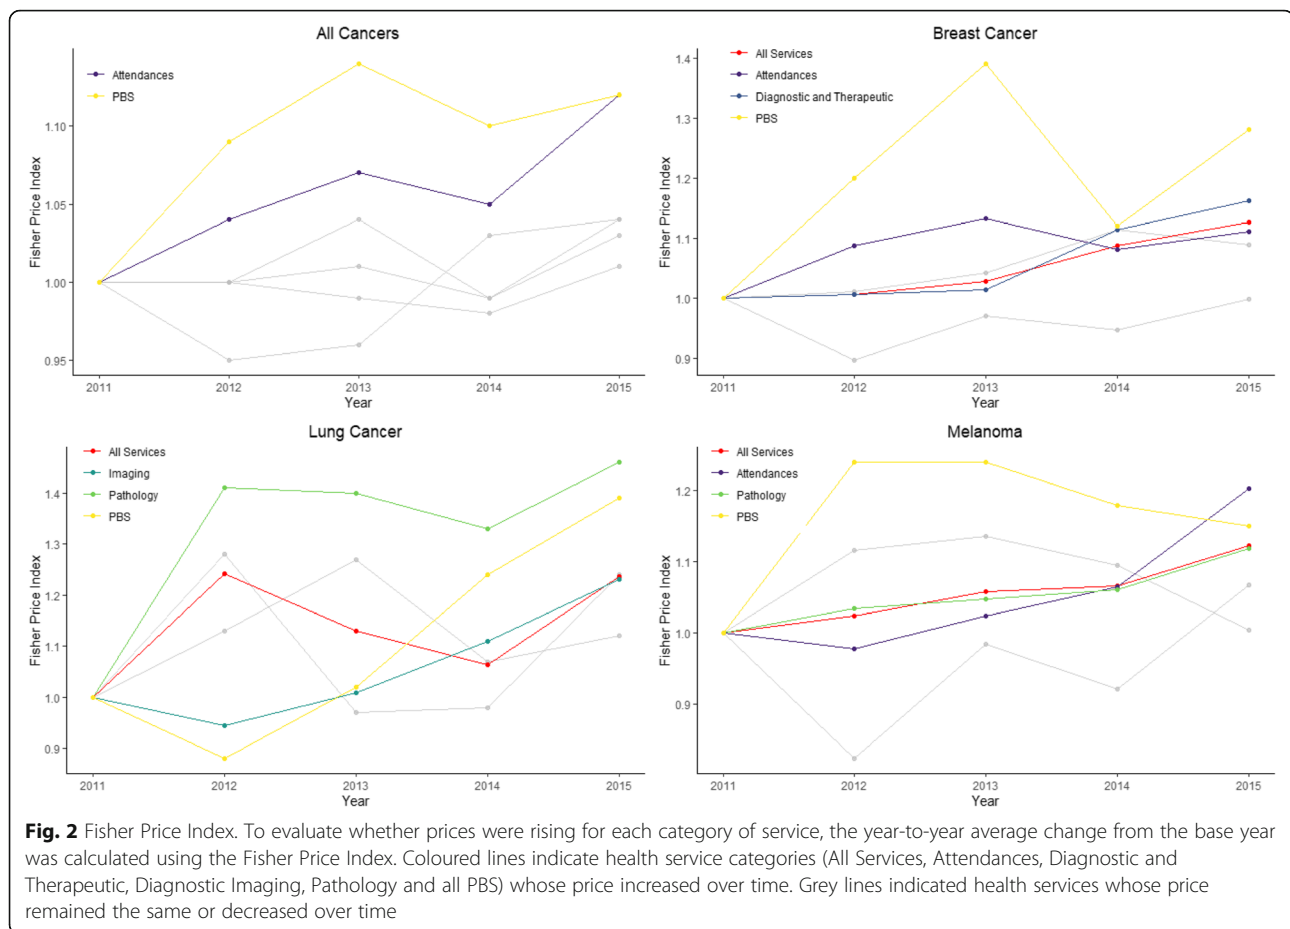 All Cancers
Attendances
PBS
Fisher Price Index
1.10
1.05
1.00
0.95
2011 2012 2013 2014 2015
Year
Breast Cancer
All Services
Attendances
Diagnostic and Therapeutic
PBS
Fisher Price Index
1.4
1.3
1.2
1.1
1.0
0.9
2011 2012 2013 2014 2015
Year
Lung Cancer
All Services
Imaging
Pathology
PBS
Fisher Price Index
1.4
1.3
1.2
1.1
1.0
0.9
2011 2012 2013 2014 2015
Year
Melanoma
All Services
Attendances
Pathology
PBS
Fisher Price Index
1.2
1.1
1.0
0.9
2011 2012 2013 2014 2015
Year
Fig. 2 Fisher Price Index. To evaluate whether prices were rising for each category of service, the year-to-year average change from the base year
was calculated using the Fisher Price Index. Coloured lines indicate health service categories (All Services, Attendances, Diagnostic and
Therapeutic, Diagnostic Imaging, Pathology and all PBS) whose price increased over time. Grey lines indicated health services whose price
remained the same or decreased over time